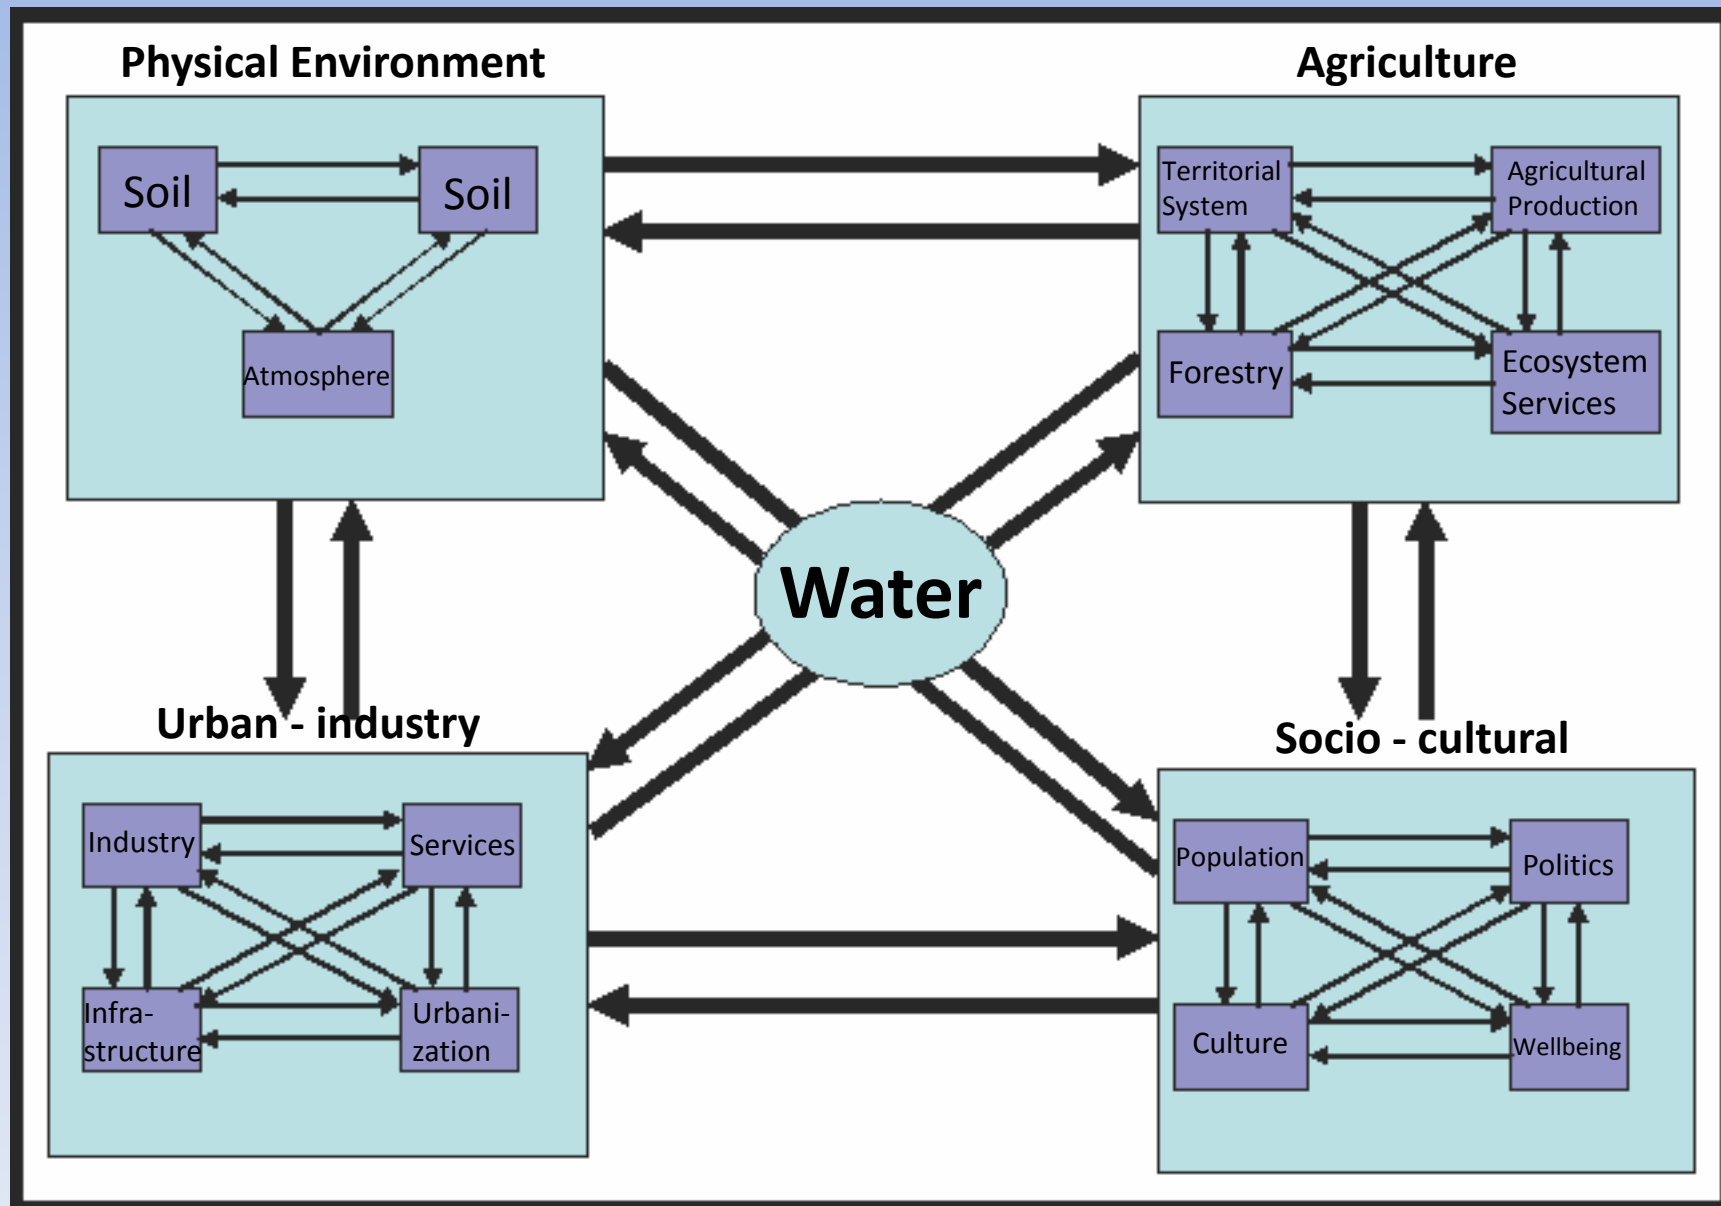 Physical Environment
Soil
Soil
Atmosphere
Agriculture
Territorial
System
Agricultural
Production
Forestry
Ecosystem
Services
Water
Urban - industry
Industry
Services
Infra-
structure
Urbani-
zation
Socio - cultural
Population
Politics
Culture
Wellbeing